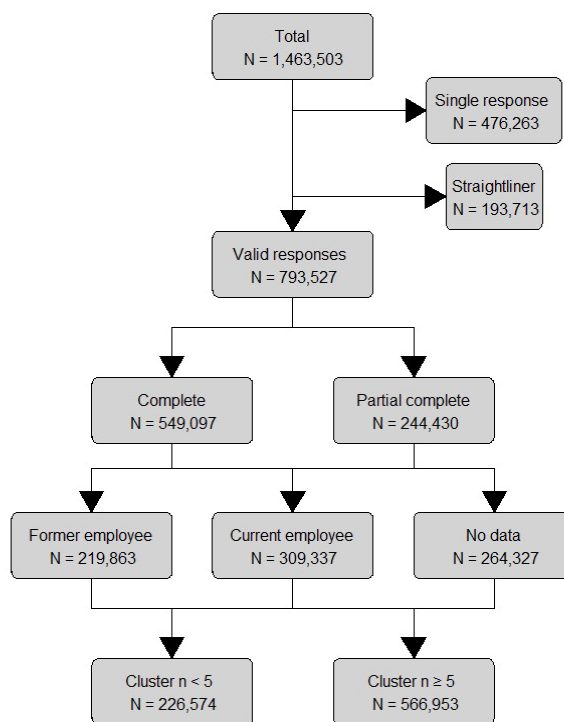 Total
N = 1,463,503
Single response
N = 476,263
Straightliner
N = 193,713
Valid responses
N = 793,527
Complete
N = 549,097
Partial complete
N = 244,430
Former employee
N = 219,863
Current employee
N = 309,337
No data
N = 264,327
Cluster n < 5
N = 226,574
Cluster n ≥ 5
N = 566,953